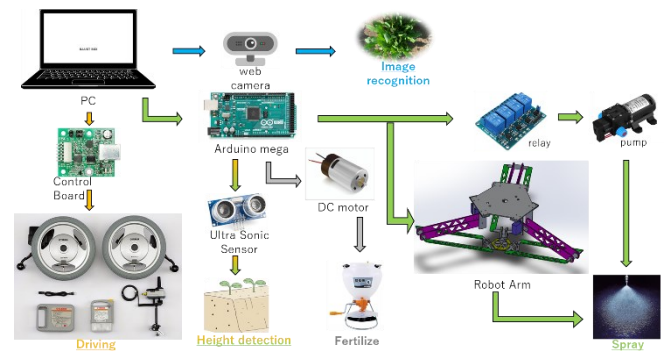 web
camera
Image
recognition
PC
Arduino mega
relay
pump
Control
Board
DC motor
Ultra Sonic
Sensor
Robot Arm
Driving
Height detection
Fertilize
Spray